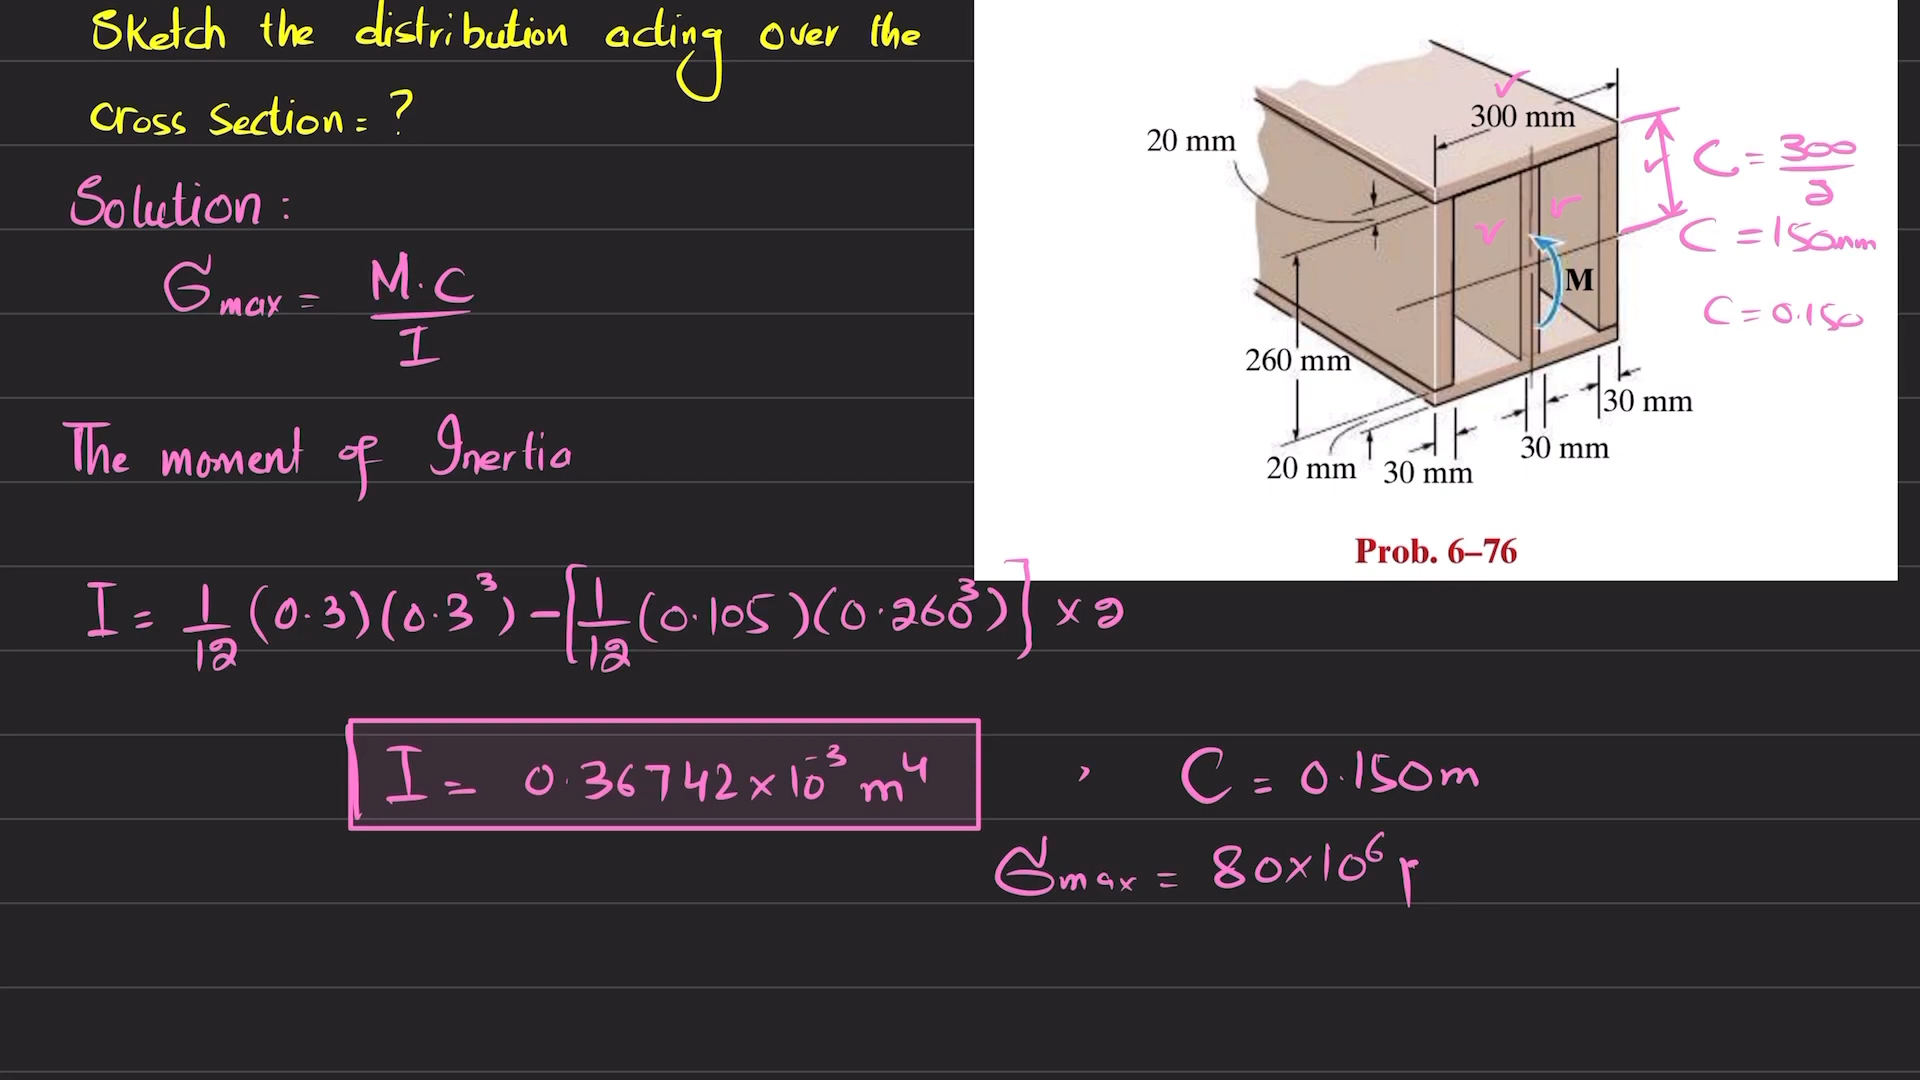 Sketch the distribution acting over the
Cross Section = ?
Solution :
σmax = M.C / I
The moment of Inertia
I = 1/12 (0.3)(0.3³) - [1/12 (0.105)(0.260³)] × 2
I = 0.36742 × 10⁻³ m⁴ , C = 0.150m
σmax = 80×10⁶ p
300 mm
20 mm
M
260 mm
20 mm
30 mm
30 mm
30 mm
Prob. 6–76
C = 300 / 2
C = 150mm
C = 0.150